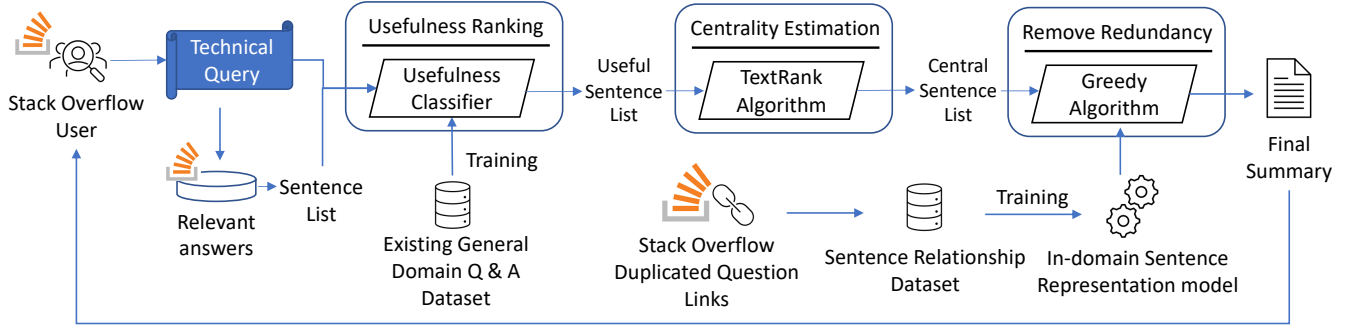 Stack Overflow
User
Technical
Query
Relevant
answers
Sentence
List
Usefulness Ranking
Usefulness
Classifier
Training
Existing General
Domain Q & A
Dataset
Useful
Sentence
List
Centrality Estimation
TextRank
Algorithm
Central
Sentence
List
Remove Redundancy
Greedy
Algorithm
Final
Summary
Stack Overflow
Duplicated Question
Links
Sentence Relationship
Dataset
Training
In-domain Sentence
Representation model